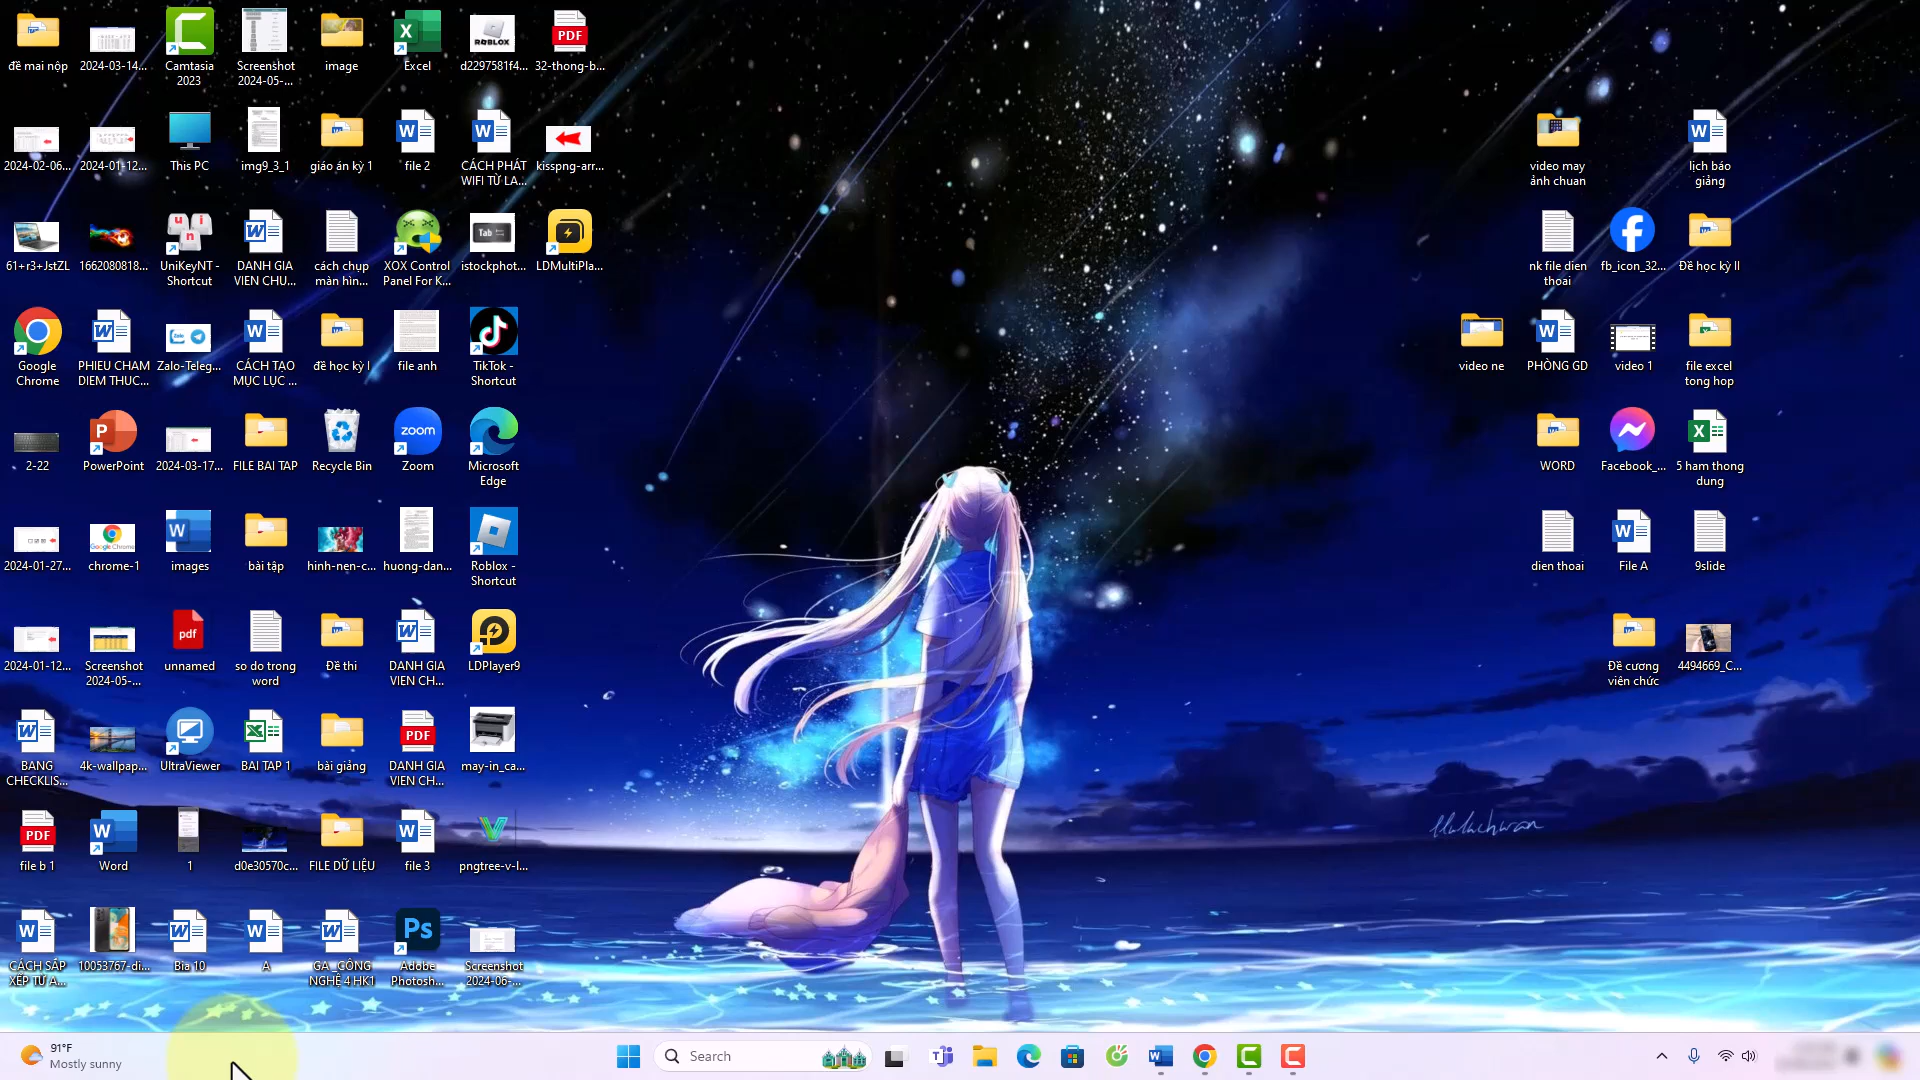 đề mai nộp
2024-03-14...
Camtasia
2023
Screenshot
2024-05-...
image
Excel
d2297581f4...
32-thong-b...
2024-02-06...
2024-01-12...
This PC
img9_3_1
giáo án kỳ 1
file 2
CÁCH PHÁT
WIFI TỪ LA...
kisspng-arr...
video may
ảnh chuan
lịch báo
giảng
61+r3+JstZL
1662080818...
UniKeyNT -
Shortcut
DANH GIA
VIEN CHU...
cách chụp
màn hìn...
XOX Control
Panel For K...
istockphot...
LDMultiPla...
nk file dien
thoai
fb_icon_32...
Đề học kỳ II
Google
Chrome
PHIEU CHAM
DIEM THUC...
Zalo-Teleg...
CÁCH TẠO
MỤC LỤC ...
đề học kỳ I
file anh
TikTok -
Shortcut
video ne
PHÒNG GD
video 1
file excel
tong hop
2-22
PowerPoint
2024-03-17...
FILE BAI TAP
Recycle Bin
Zoom
Microsoft
Edge
WORD
Facebook_...
5 ham thong
dung
2024-01-27...
chrome-1
images
bài tập
hinh-nen-c...
huong-dan...
Roblox -
Shortcut
dien thoai
File A
9slide
2024-01-12...
Screenshot
2024-05-...
unnamed
so do trong
word
Đề thi
DANH GIA
VIEN CH...
LDPlayer9
Đề cương
viên chức
4494669_C...
BANG
CHECKLIS...
4k-wallpap...
UltraViewer
BAI TAP 1
bài giảng
DANH GIA
VIEN CH...
may-in_ca...
file b 1
Word
1
d0e30570c...
FILE DỮ LIỆU
file 3
pngtree-v-l...
CÁCH SẮP
XẾP TỪ A...
10053767-di...
Bia 10
A
GA_CÔNG
NGHỆ 4 HK1
Adobe
Photosh...
Screenshot
2024-06-...
91°F
Mostly sunny
Search